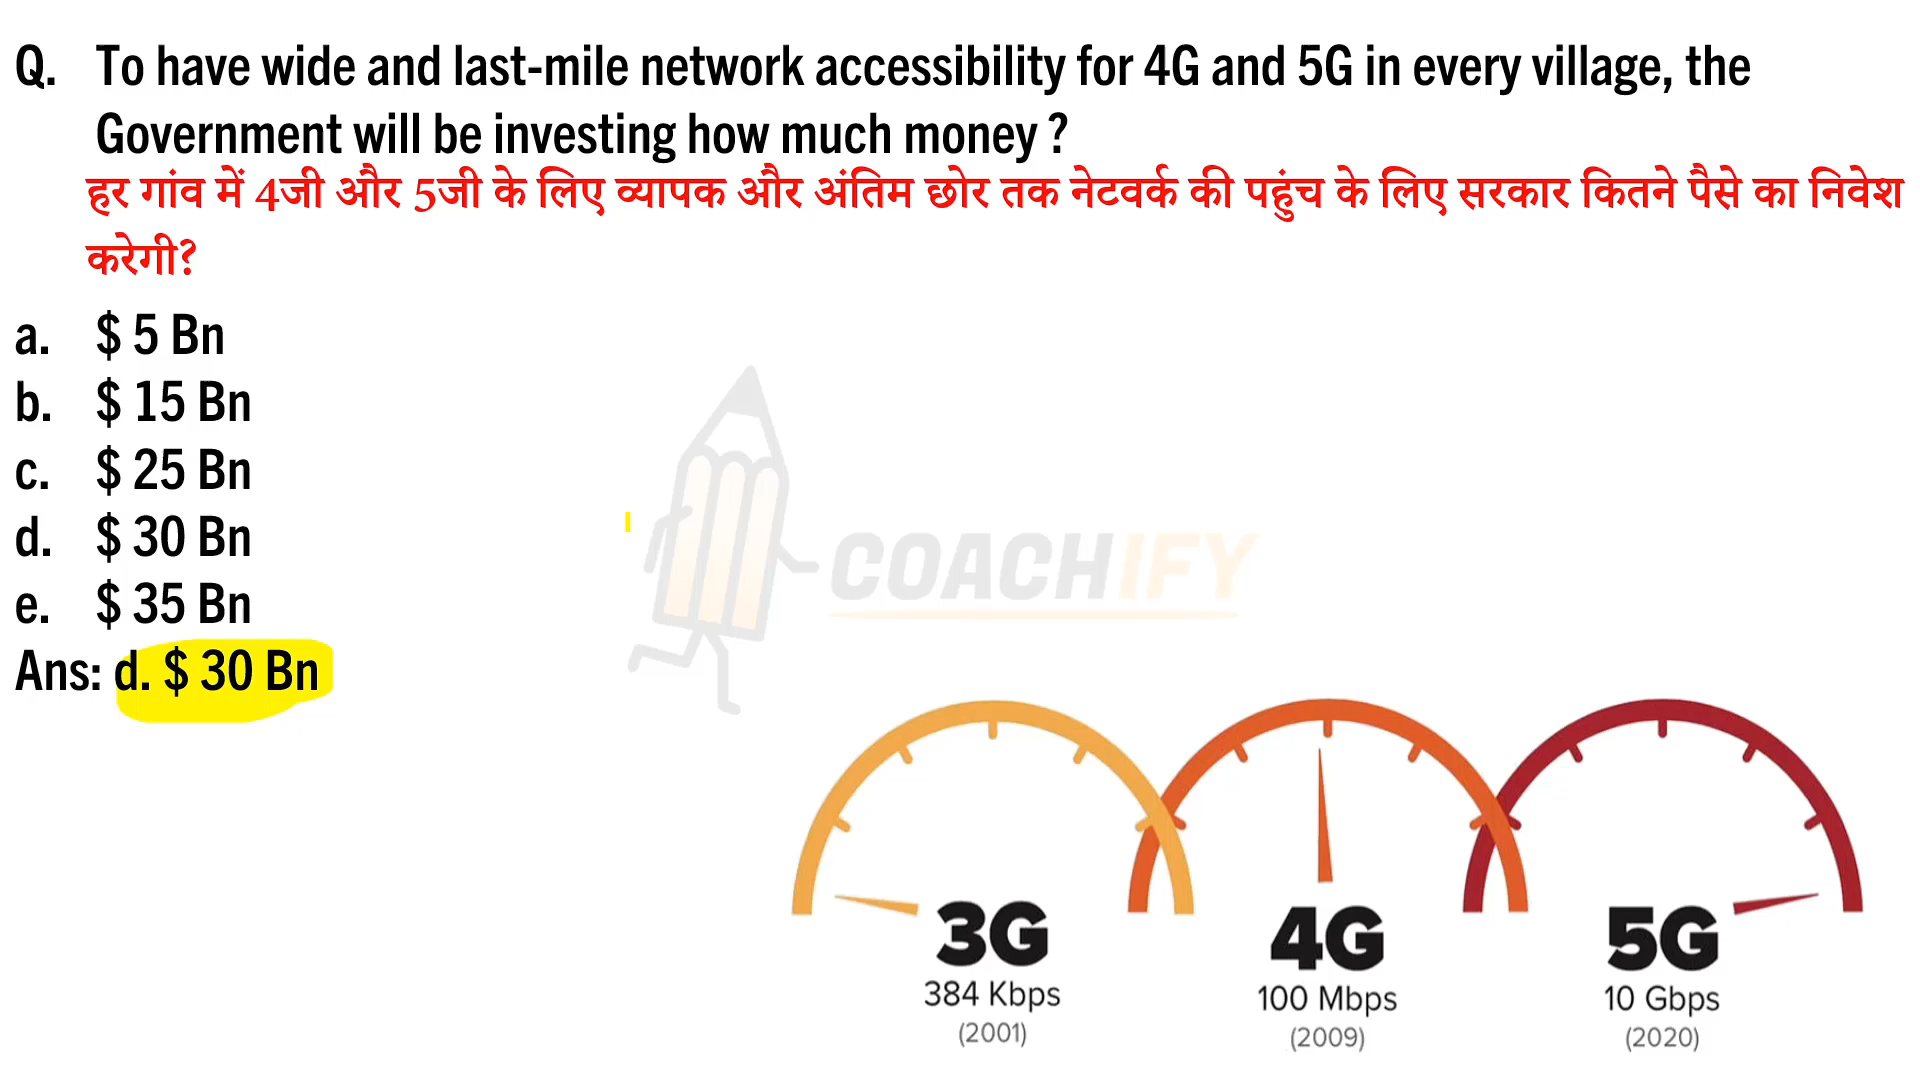 Q. To have wide and last-mile network accessibility for 4G and 5G in every village, the
Government will be investing how much money ?
हर गांव में 4जी और 5जी के लिए व्यापक और अंतिम छोर तक नेटवर्क की पहुंच के लिए सरकार कितने पैसे का निवेश
करेगी?
a. $ 5 Bn
b. $ 15 Bn
c. $ 25 Bn
d. $ 30 Bn
e. $ 35 Bn
Ans: d. $ 30 Bn
COACHIFY
3G
384 Kbps
(2001)
4G
100 Mbps
(2009)
5G
10 Gbps
(2020)